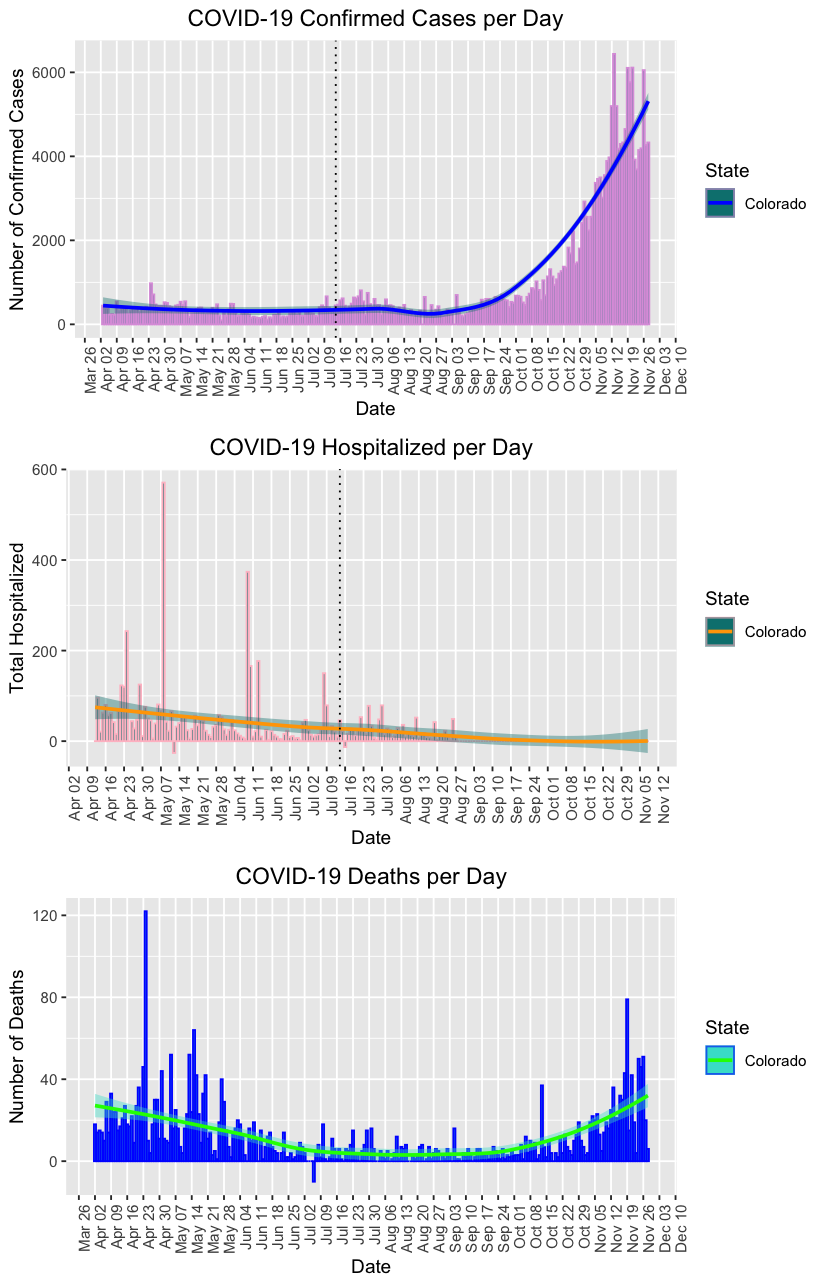 COVID-19 Confirmed Cases per Day
Number of Confirmed Cases
6000
4000
2000
0
Mar 26
Apr 02
Apr 09
Apr 16
Apr 23
Apr 30
May 07
May 14
May 21
May 28
Jun 04
Jun 11
Jun 18
Jun 25
Jul 02
Jul 09
Jul 16
Jul 23
Jul 30
Aug 06
Aug 13
Aug 20
Aug 27
Sep 03
Sep 10
Sep 17
Sep 24
Oct 01
Oct 08
Oct 15
Oct 22
Oct 29
Nov 05
Nov 12
Nov 19
Nov 26
Dec 03
Dec 10
Date
State
Colorado
COVID-19 Hospitalized per Day
Total Hospitalized
600
400
200
0
Apr 02
Apr 09
Apr 16
Apr 23
Apr 30
May 07
May 14
May 21
May 28
Jun 04
Jun 11
Jun 18
Jun 25
Jul 02
Jul 09
Jul 16
Jul 23
Jul 30
Aug 06
Aug 13
Aug 20
Aug 27
Sep 03
Sep 10
Sep 17
Sep 24
Oct 01
Oct 08
Oct 15
Oct 22
Oct 29
Nov 05
Nov 12
Date
State
Colorado
COVID-19 Deaths per Day
Number of Deaths
120
80
40
0
Mar 26
Apr 02
Apr 09
Apr 16
Apr 23
Apr 30
May 07
May 14
May 21
May 28
Jun 04
Jun 11
Jun 18
Jun 25
Jul 02
Jul 09
Jul 16
Jul 23
Jul 30
Aug 06
Aug 13
Aug 20
Aug 27
Sep 03
Sep 10
Sep 17
Sep 24
Oct 01
Oct 08
Oct 15
Oct 22
Oct 29
Nov 05
Nov 12
Nov 19
Nov 26
Dec 03
Dec 10
Date
State
Colorado